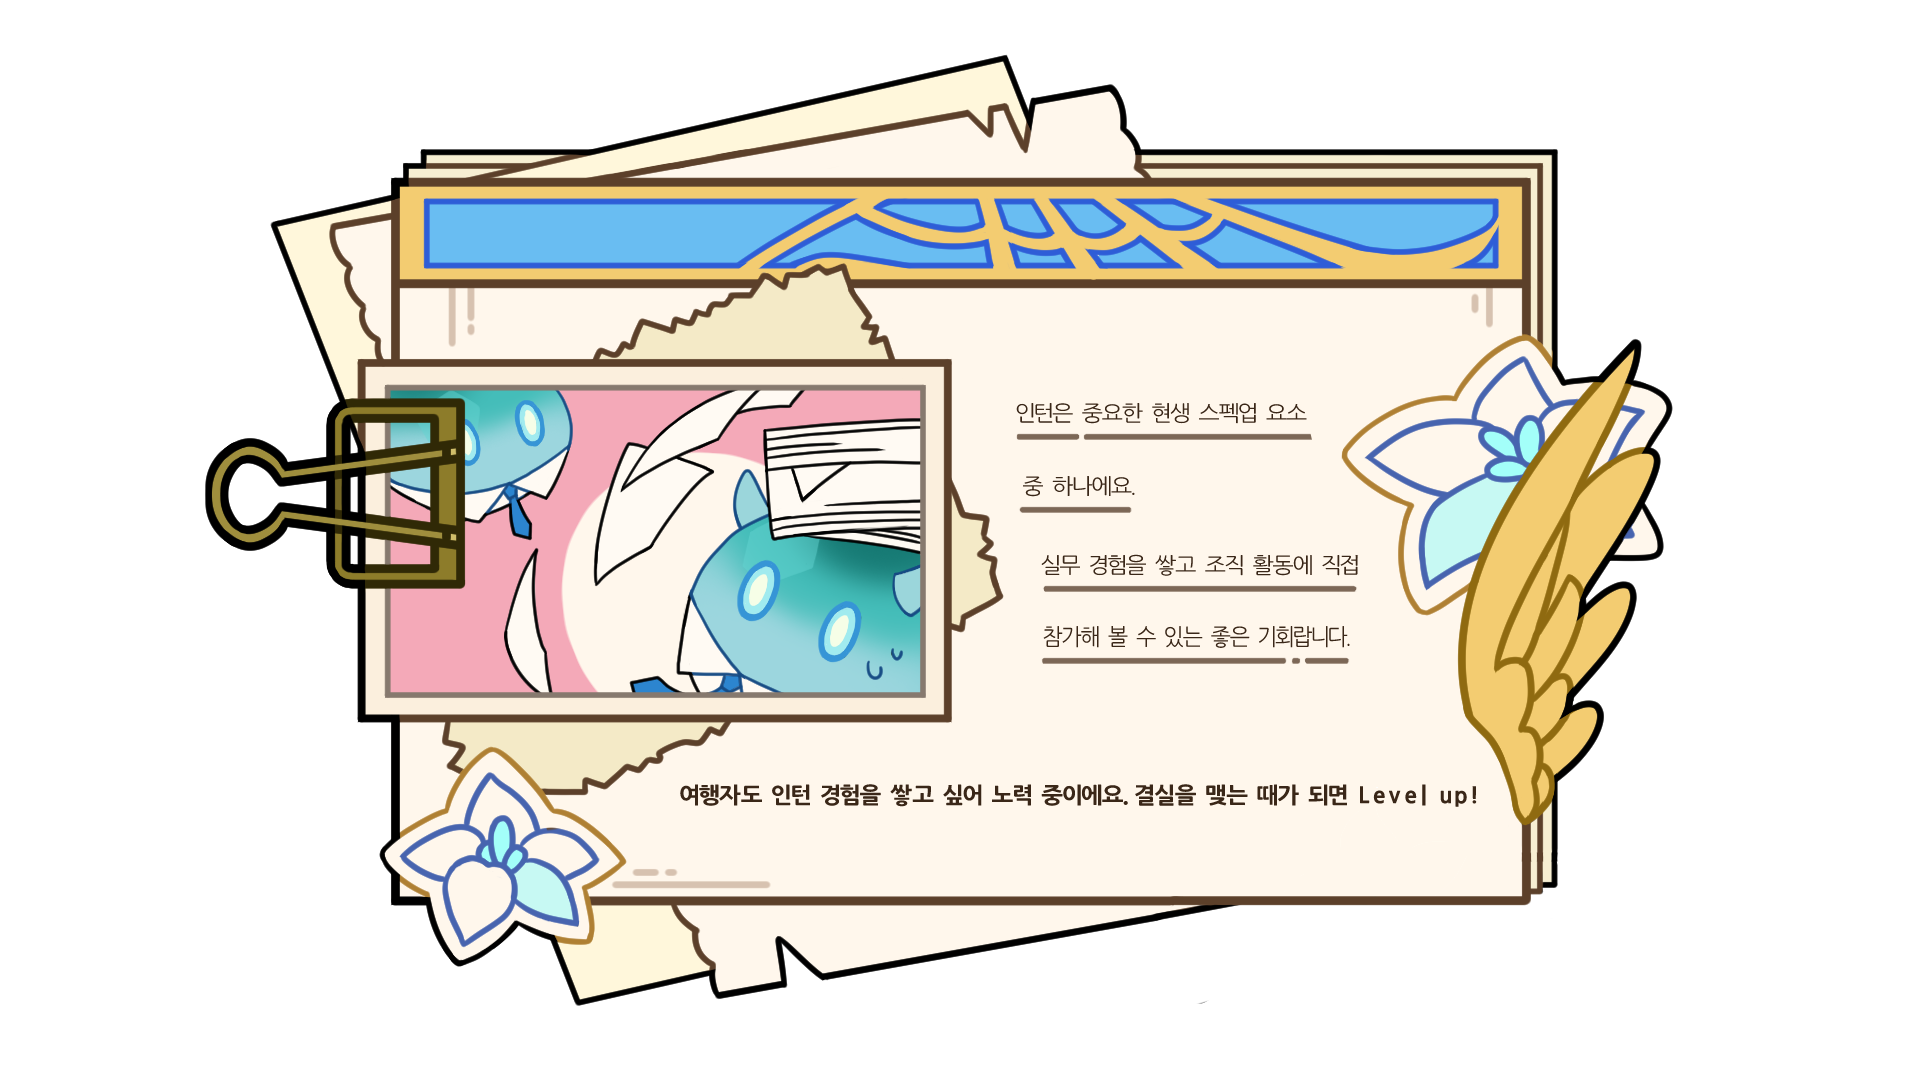 인턴은 중요한 현생 스펙업 요소
중 하나에요.
실무 경험을 쌓고 조직 활동에 직접
참가해 볼 수 있는 좋은 기회랍니다.
여행자도 인턴 경험을 쌓고 싶어 노력 중이에요. 결실을 맺는 때가 되면 Level up!